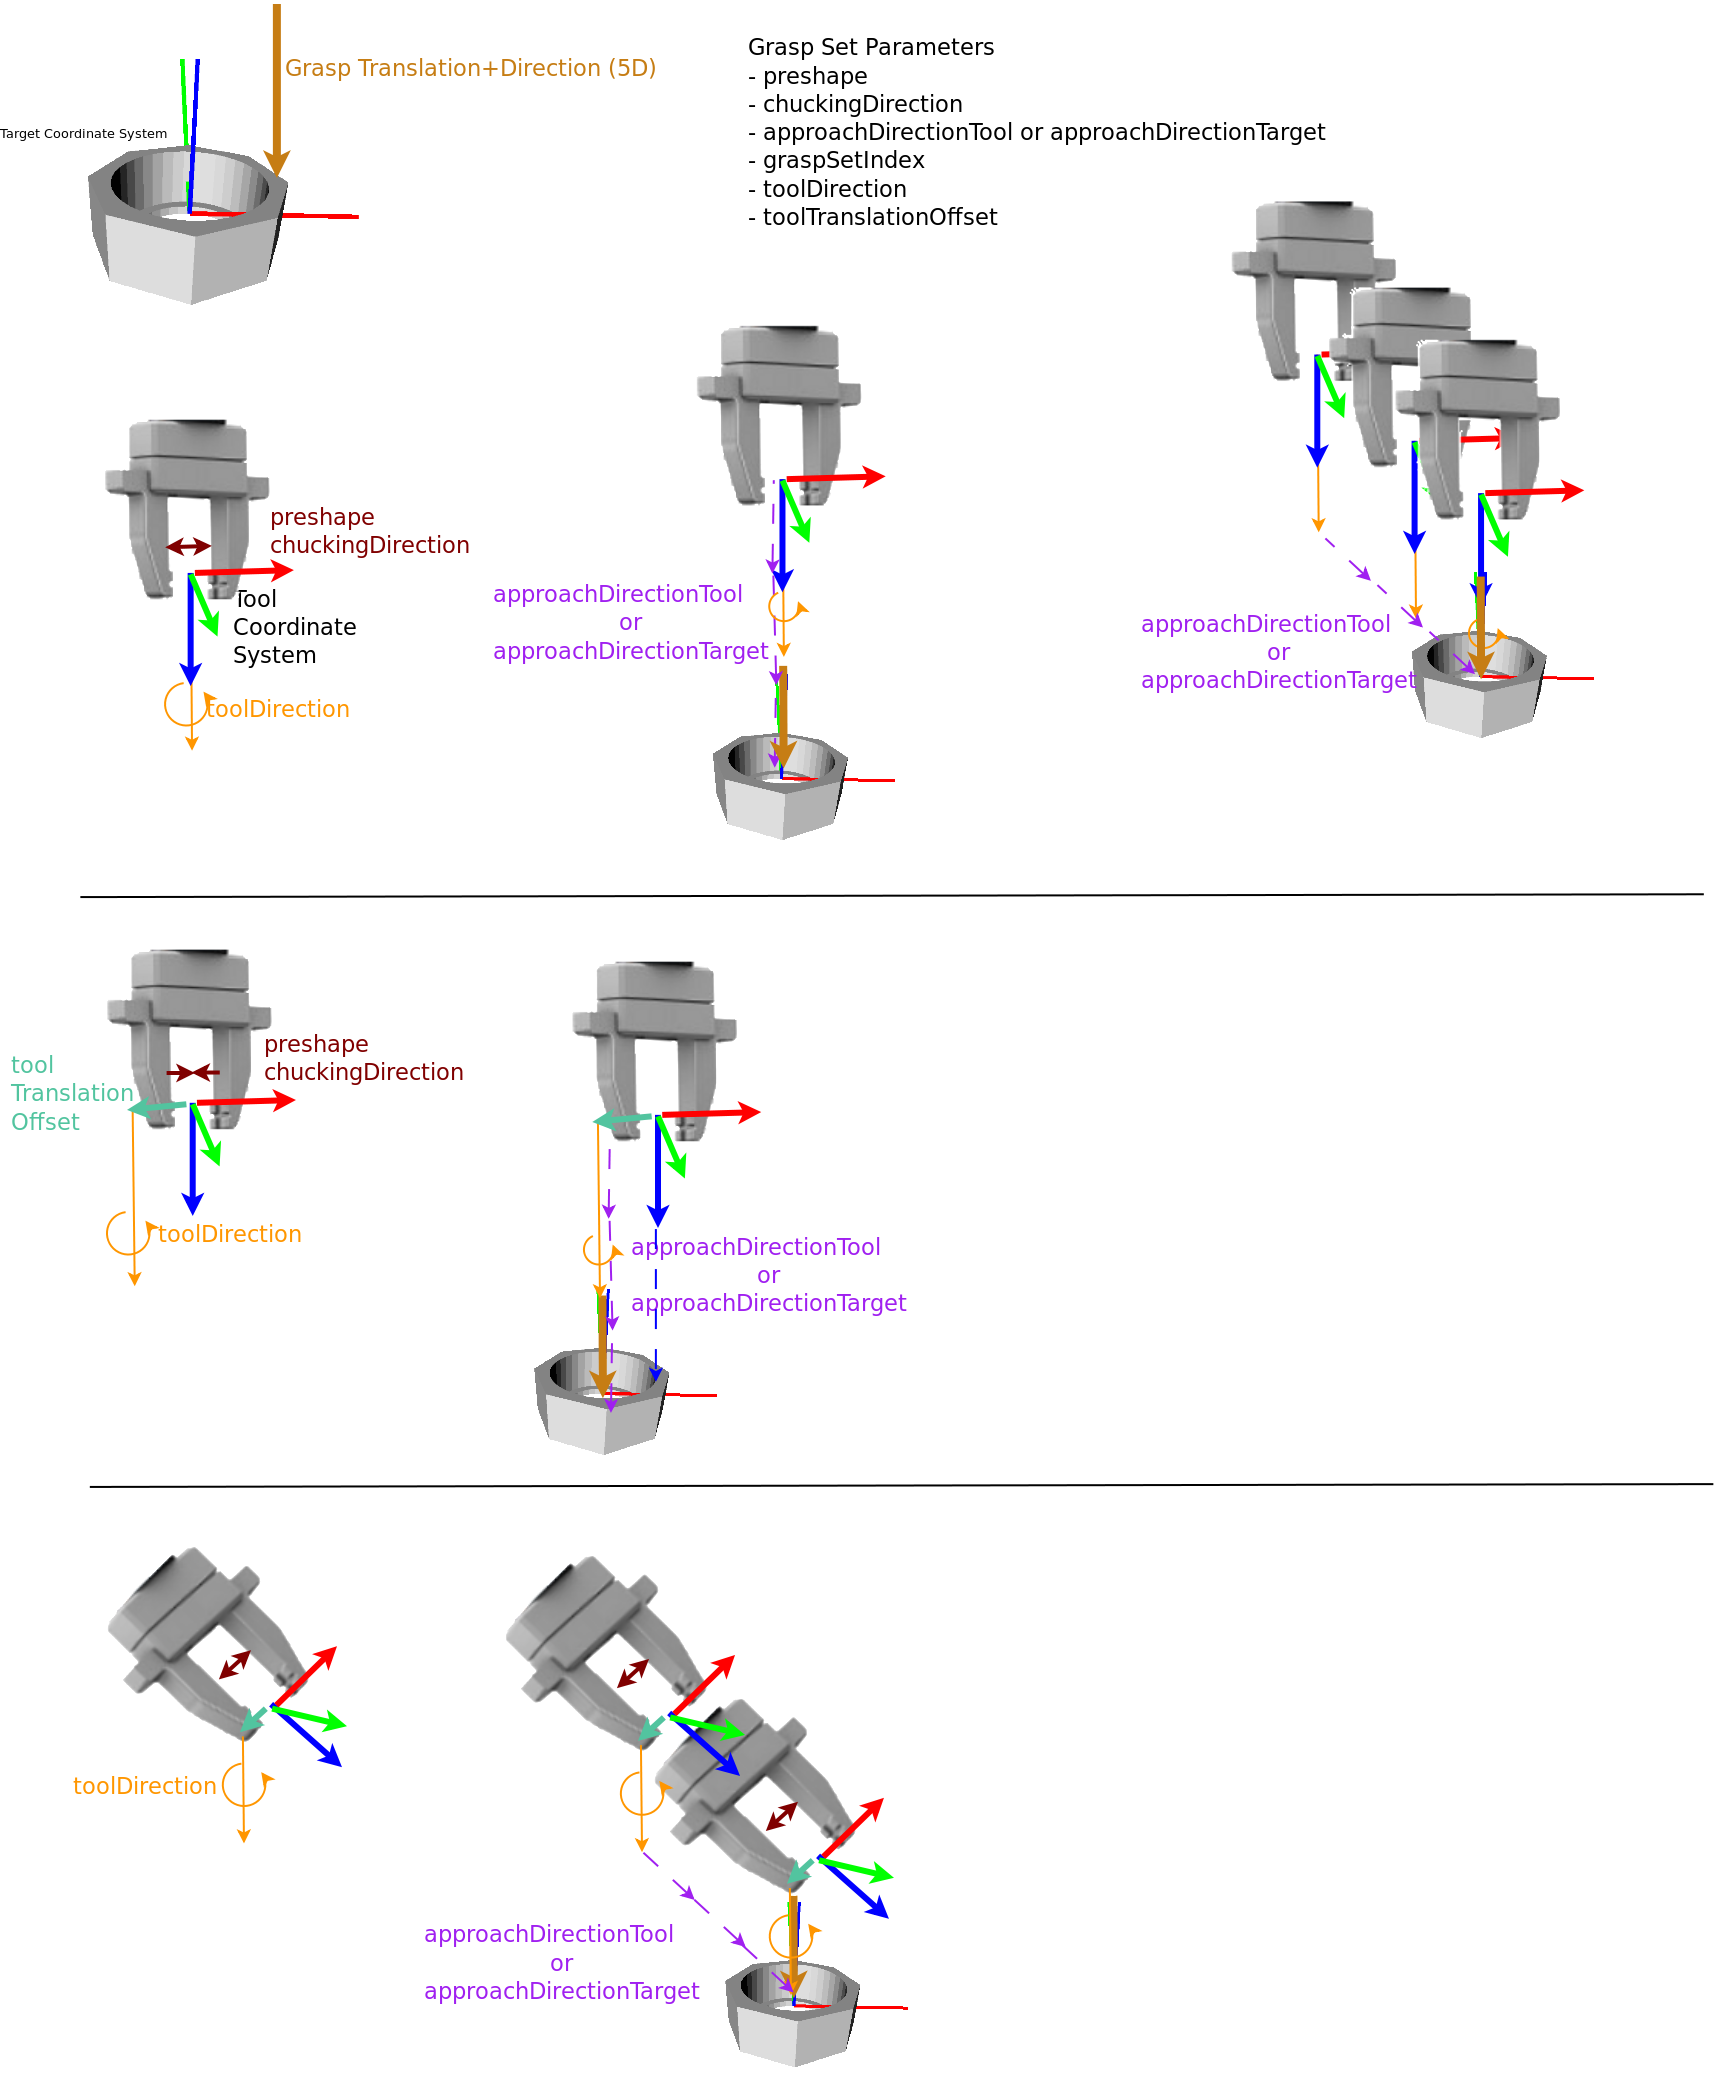 Grasp Translation+Direction (5D)
Target Coordinate System
Grasp Set Parameters
- preshape
- chuckingDirection
- approachDirectionTool or approachDirectionTarget
- graspSetIndex
- toolDirection
- toolTranslationOffset
preshape
chuckingDirection
Tool
Coordinate
System
toolDirection
approachDirectionTool
or
approachDirectionTarget
approachDirectionTool
or
approachDirectionTarget
tool
Translation
Offset
preshape
chuckingDirection
toolDirection
approachDirectionTool
or
approachDirectionTarget
toolDirection
approachDirectionTool
or
approachDirectionTarget